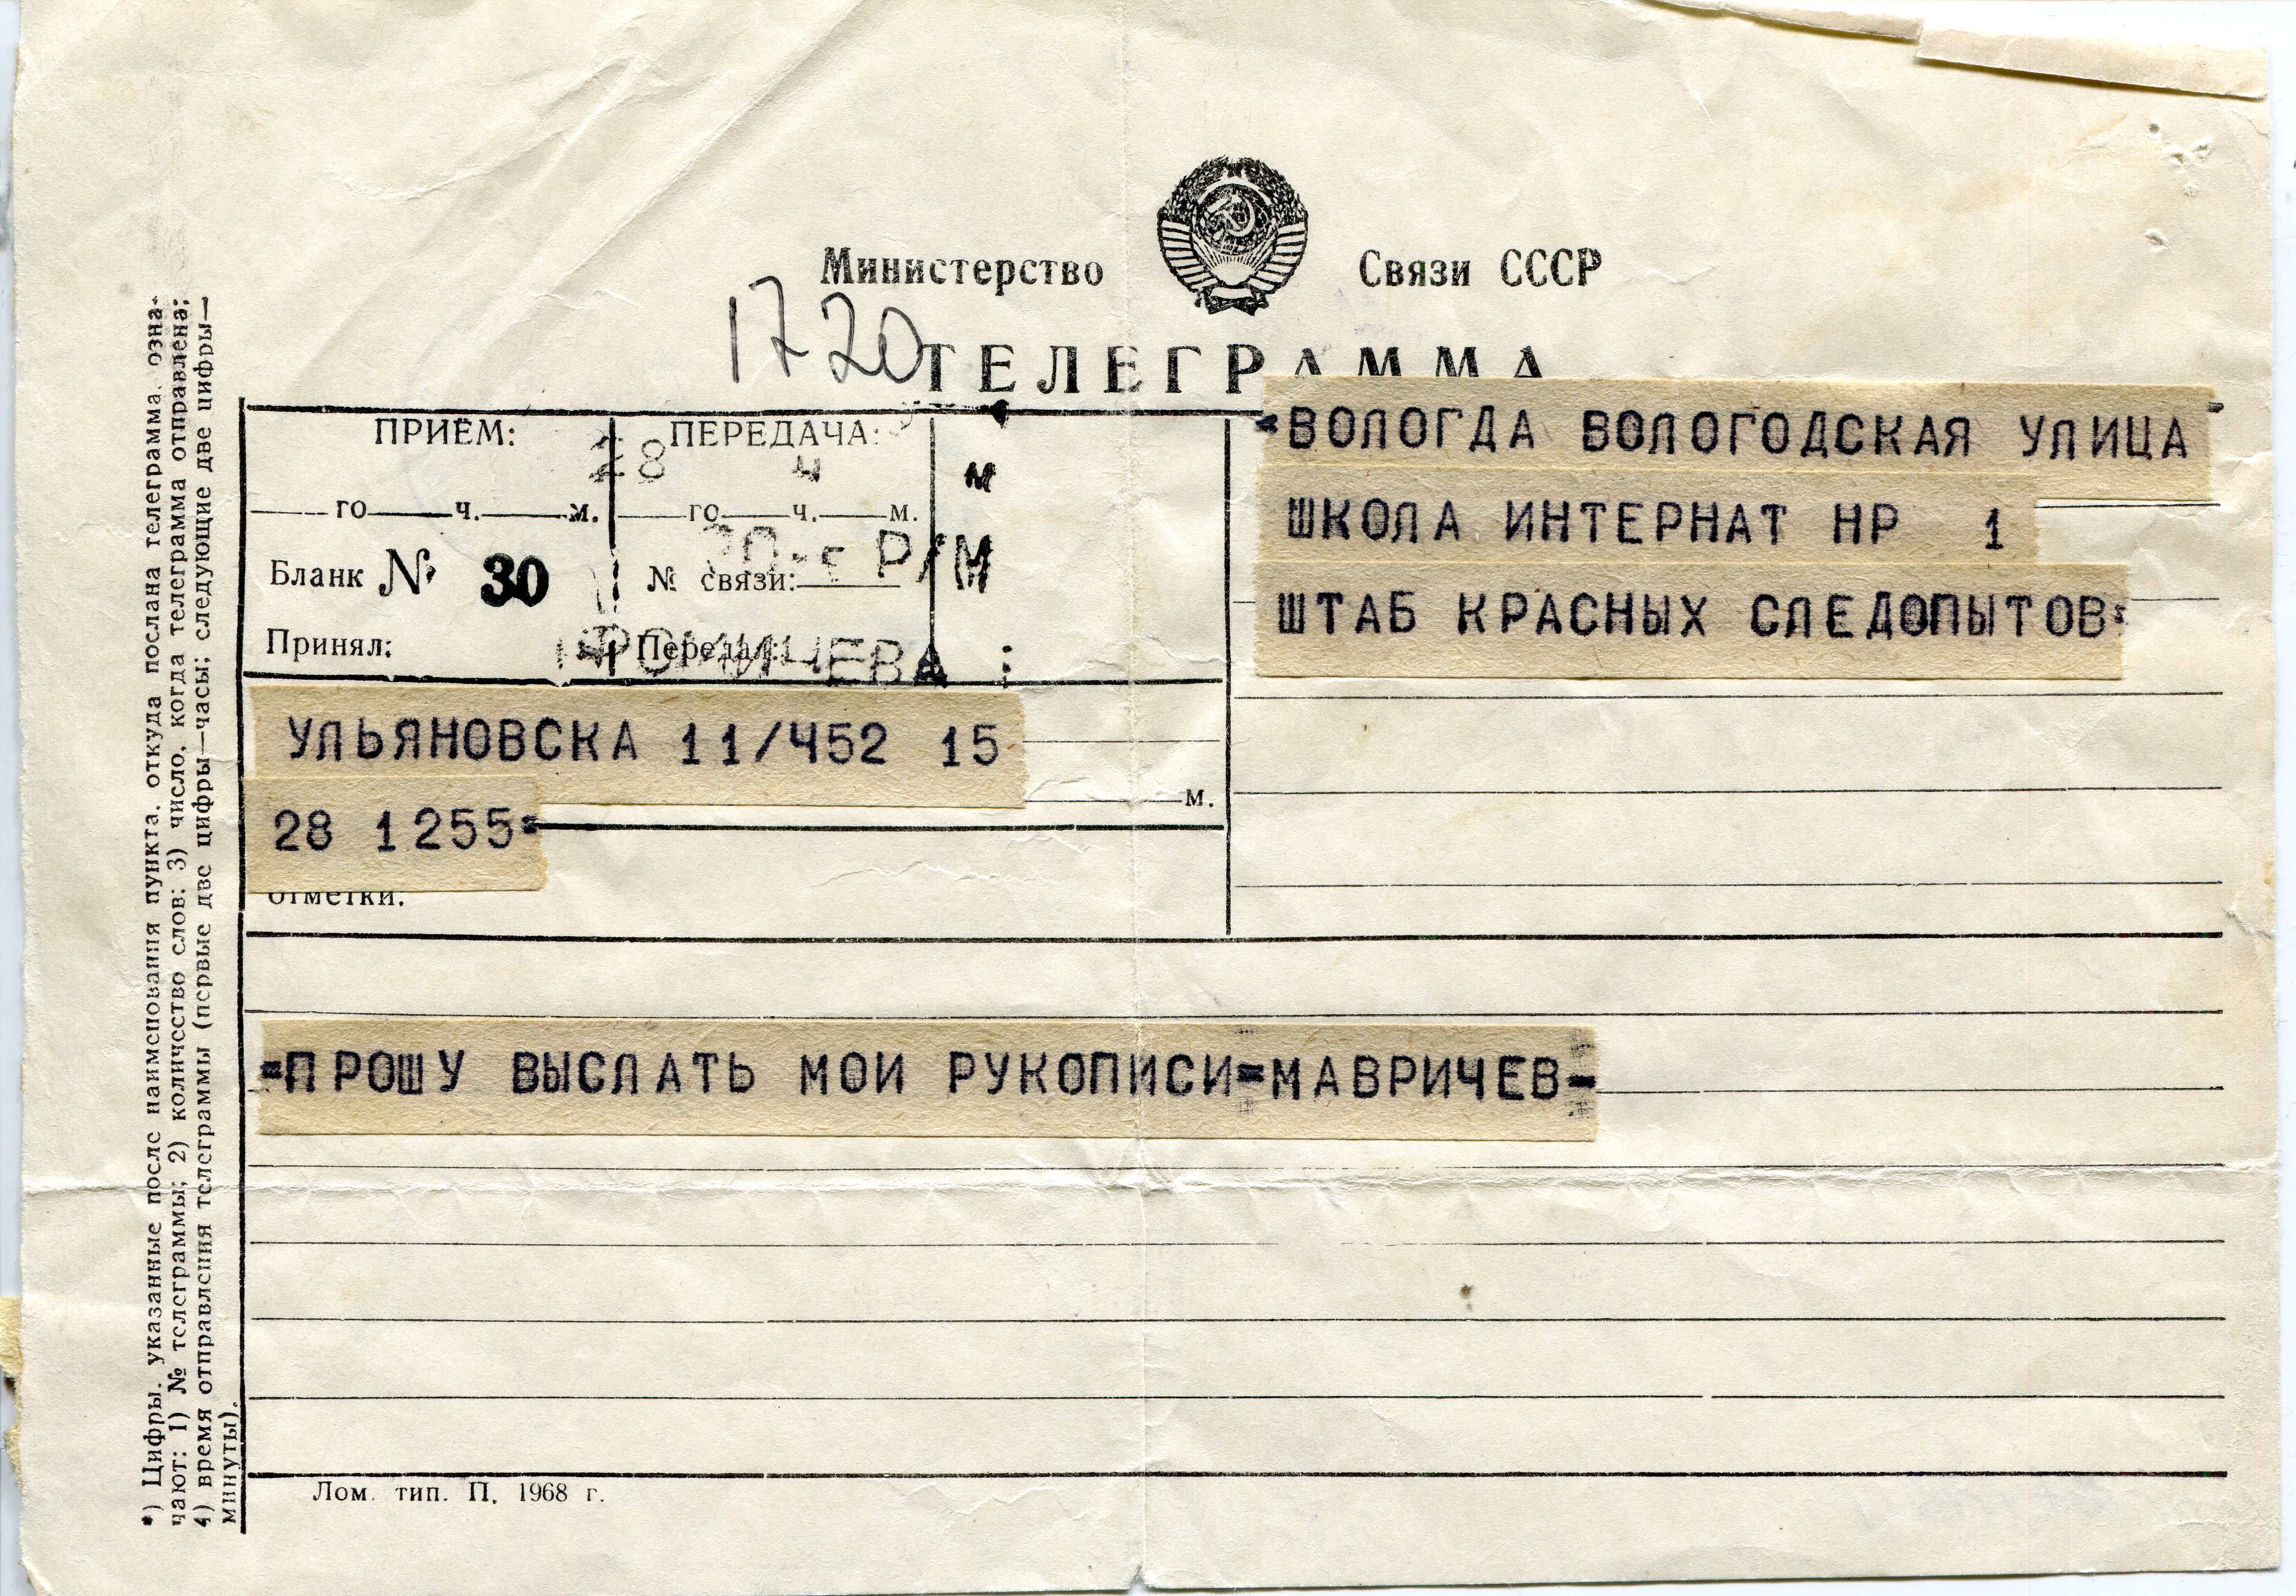 Министерство Связи СССР
1720
ТЕЛЕГРАММА
ПРИЁМ:
го ч. м.
Бланк № 30
Принял:
ПЕРЕДАЧА:
28 4
го ч. м.
№ связи:
Р/М
Передал:
УЛЬЯНОВСКА 11/452 15
28 1255=
м.
отметки:
=ВОЛОГДА ВОЛОГОДСКАЯ УЛИЦА
ШКОЛА ИНТЕРНАТ НР 1
ШТАБ КРАСНЫХ СЛЕДОПЫТОВ=
=ПРОШУ ВЫСЛАТЬ МОИ РУКОПИСИ=МАВРИЧЕВ-
Лом. тип. П. 1968 г.
*) Цифры, указанные после наименования пункта, откуда послана телеграмма, озна-
чают: 1) № телеграммы; 2) количество слов: 3) число, когда телеграмма отправлена;
4) время отправления телеграммы (первые две цифры—часы; следующие две цифры—
минуты).